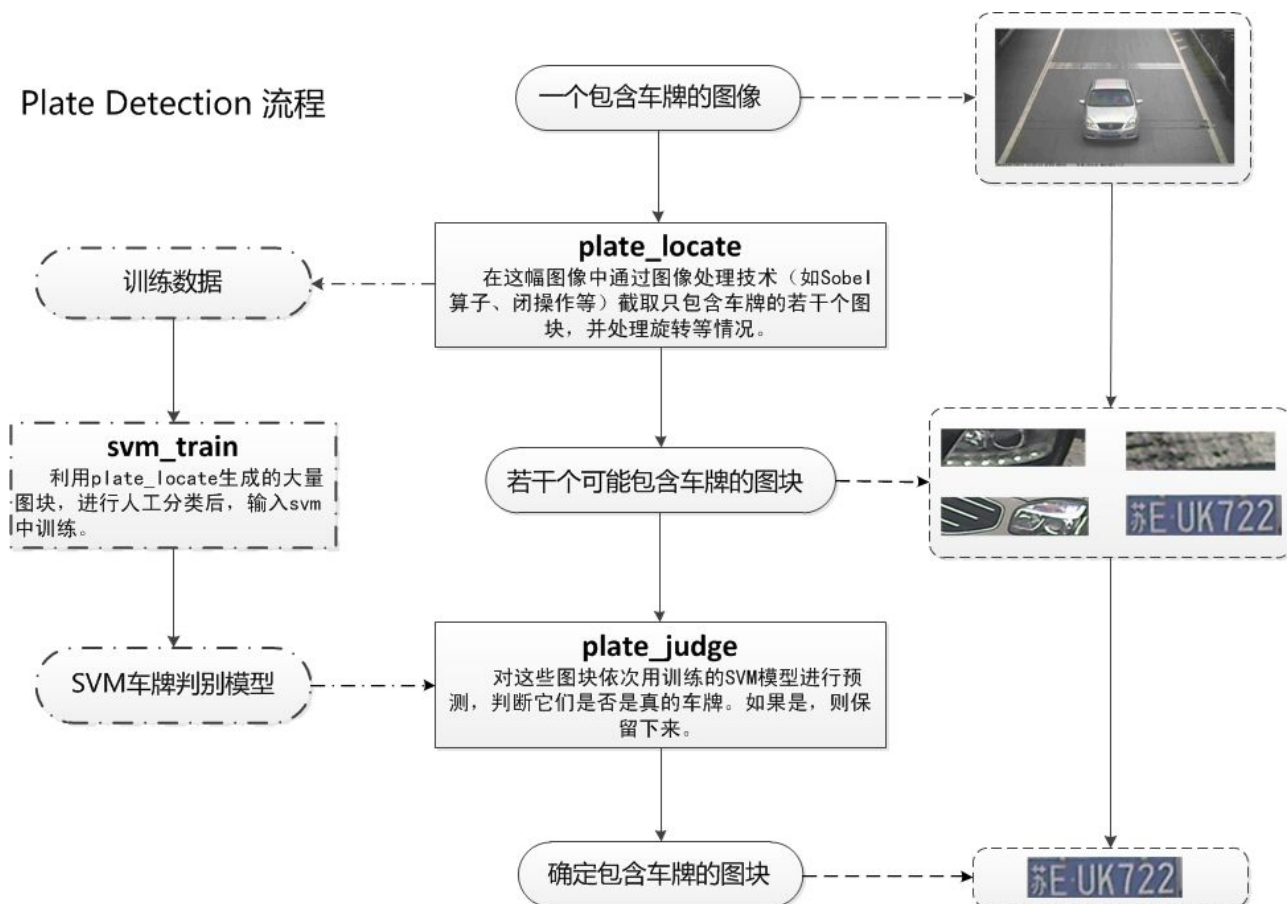 Plate Detection 流程
一个包含车牌的图像
plate_locate
在这幅图像中通过图像处理技术（如Sobel
算子、闭操作等）截取只包含车牌的若干个图
块，并处理旋转等情况。
训练数据
svm_train
利用plate_locate生成的大量
图块，进行人工分类后，输入svm
中训练。
若干个可能包含车牌的图块
苏E·UK722
SVM车牌判别模型
plate_judge
对这些图块依次用训练的SVM模型进行预
测，判断它们是否是真的车牌。如果是，则保
留下来。
确定包含车牌的图块
苏E·UK722